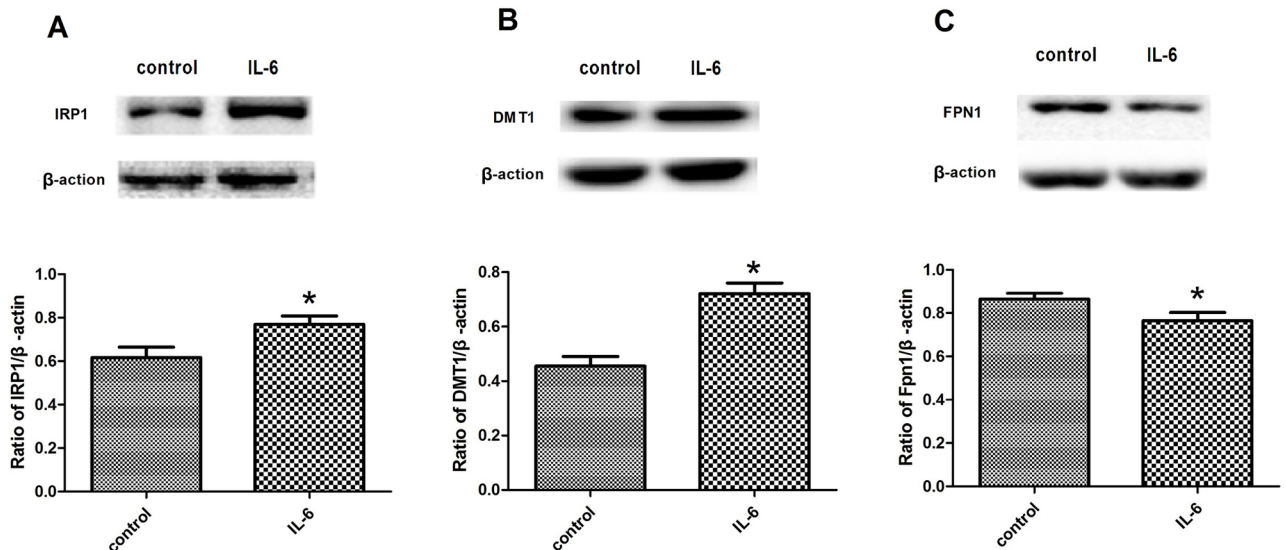 A
control IL-6
IRP1
β-action
Ratio of IRP1/β -actin
1.0
0.8
0.6
0.4
0.2
0.0
*
control
IL-6
B
control IL-6
DMT1
β-action
Ratio of DMT1/β -actin
0.8
0.6
0.4
0.2
0.0
*
control
IL-6
C
control IL-6
FPN1
β-action
Ratio of Fpn1/β -actin
1.0
0.8
0.6
0.4
0.2
0.0
*
control
IL-6